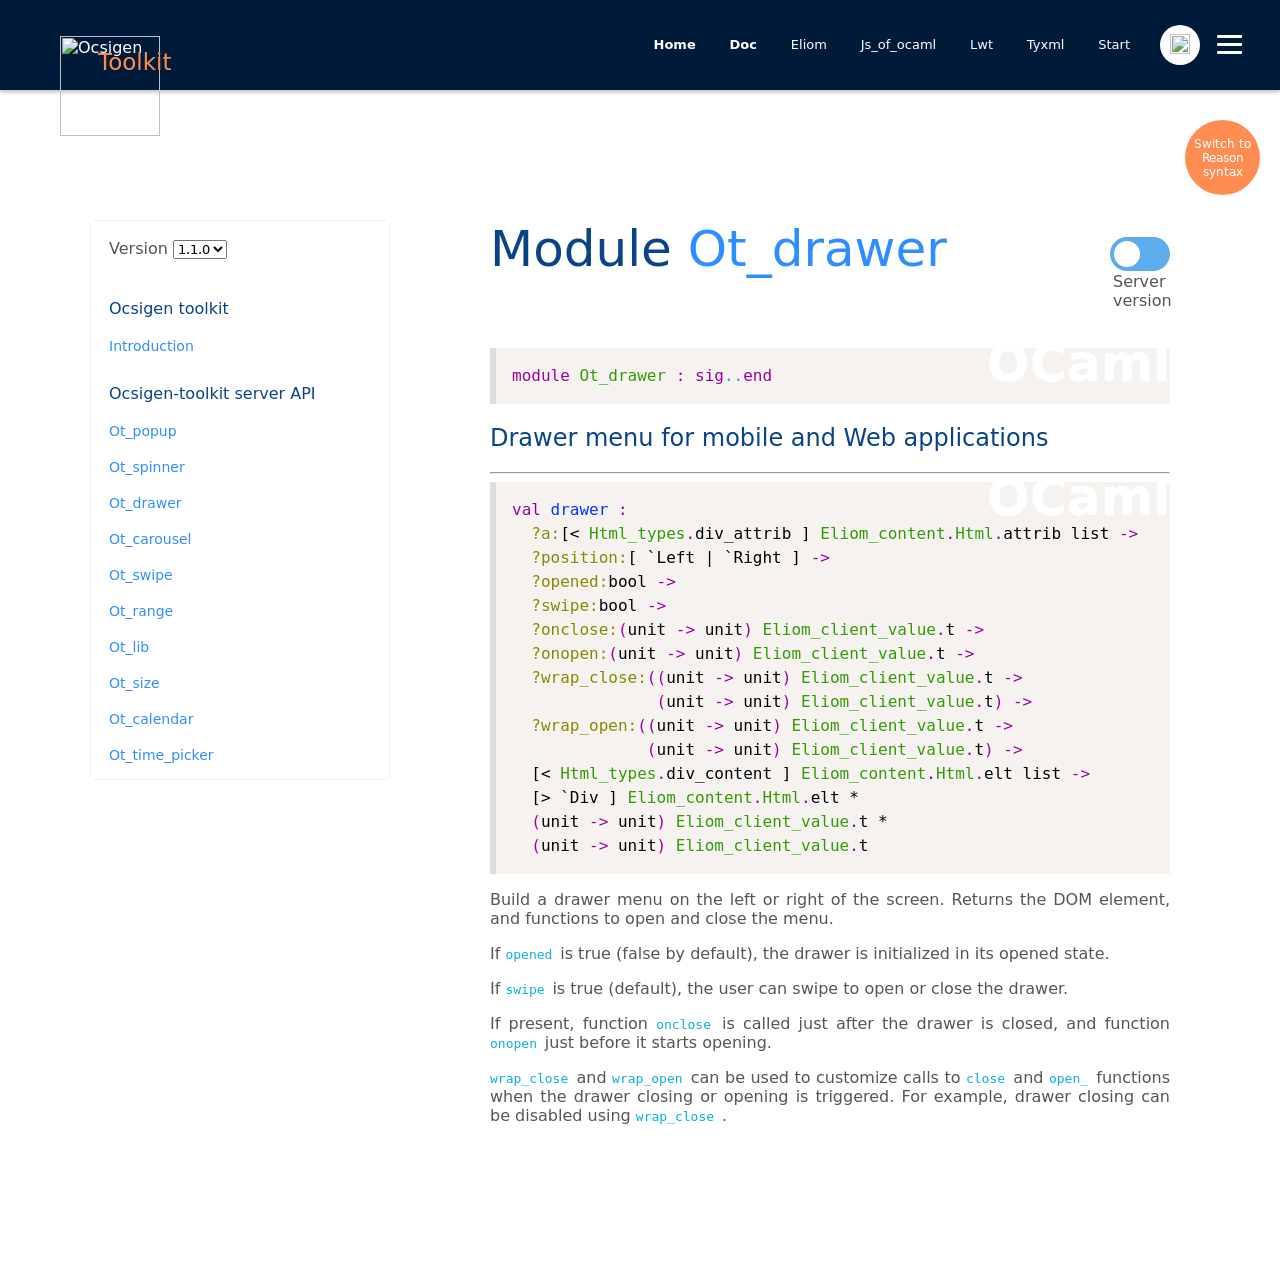 Ocsigen
Toolkit
Home Doc Eliom Js_of_ocaml Lwt Tyxml Start
Switch to
Reason
syntax
Version 1.1.0
Ocsigen toolkit
Introduction
Ocsigen-toolkit server API
Ot_popup
Ot_spinner
Ot_drawer
Ot_carousel
Ot_swipe
Ot_range
Ot_lib
Ot_size
Ot_calendar
Ot_time_picker
Module Ot_drawer
Server
version
OCaml
module Ot_drawer : sig..end
Drawer menu for mobile and Web applications
OCaml
val drawer :
  ?a:[< Html_types.div_attrib ] Eliom_content.Html.attrib list ->
  ?position:[ `Left | `Right ] ->
  ?opened:bool ->
  ?swipe:bool ->
  ?onclose:(unit -> unit) Eliom_client_value.t ->
  ?onopen:(unit -> unit) Eliom_client_value.t ->
  ?wrap_close:((unit -> unit) Eliom_client_value.t ->
               (unit -> unit) Eliom_client_value.t) ->
  ?wrap_open:((unit -> unit) Eliom_client_value.t ->
              (unit -> unit) Eliom_client_value.t) ->
  [< Html_types.div_content ] Eliom_content.Html.elt list ->
  [> `Div ] Eliom_content.Html.elt *
  (unit -> unit) Eliom_client_value.t *
  (unit -> unit) Eliom_client_value.t
Build a drawer menu on the left or right of the screen. Returns the DOM element,
and functions to open and close the menu.
If opened is true (false by default), the drawer is initialized in its opened state.
If swipe is true (default), the user can swipe to open or close the drawer.
If present, function onclose is called just after the drawer is closed, and function
onopen just before it starts opening.
wrap_close and wrap_open can be used to customize calls to close and open_ functions
when the drawer closing or opening is triggered. For example, drawer closing can
be disabled using wrap_close .